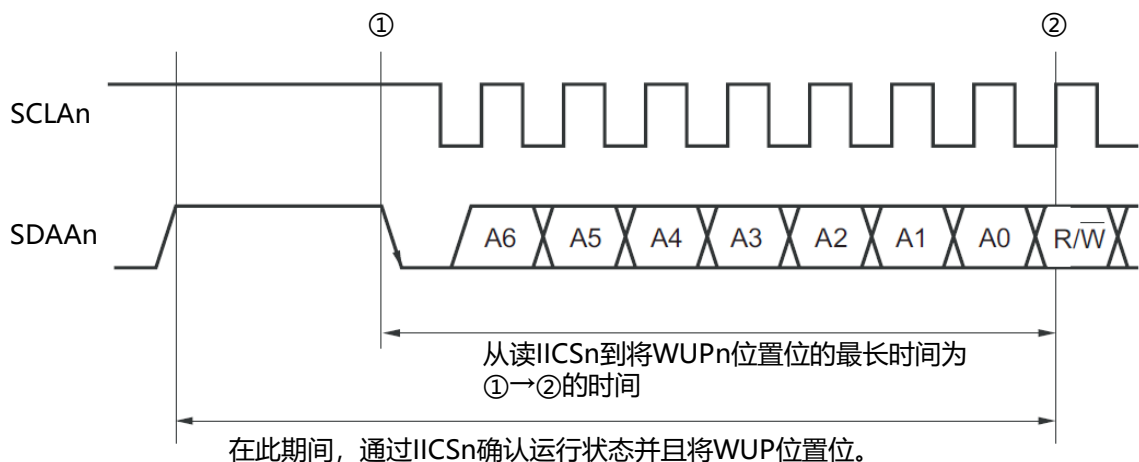 ① ②
SCLAn
SDAAn A6 A5 A4 A3 A2 A1 A0 R/W̅
从读IICSn到将WUPn位置位的最长时间为
①→②的时间
在此期间，通过IICSn确认运行状态并且将WUP位置位。